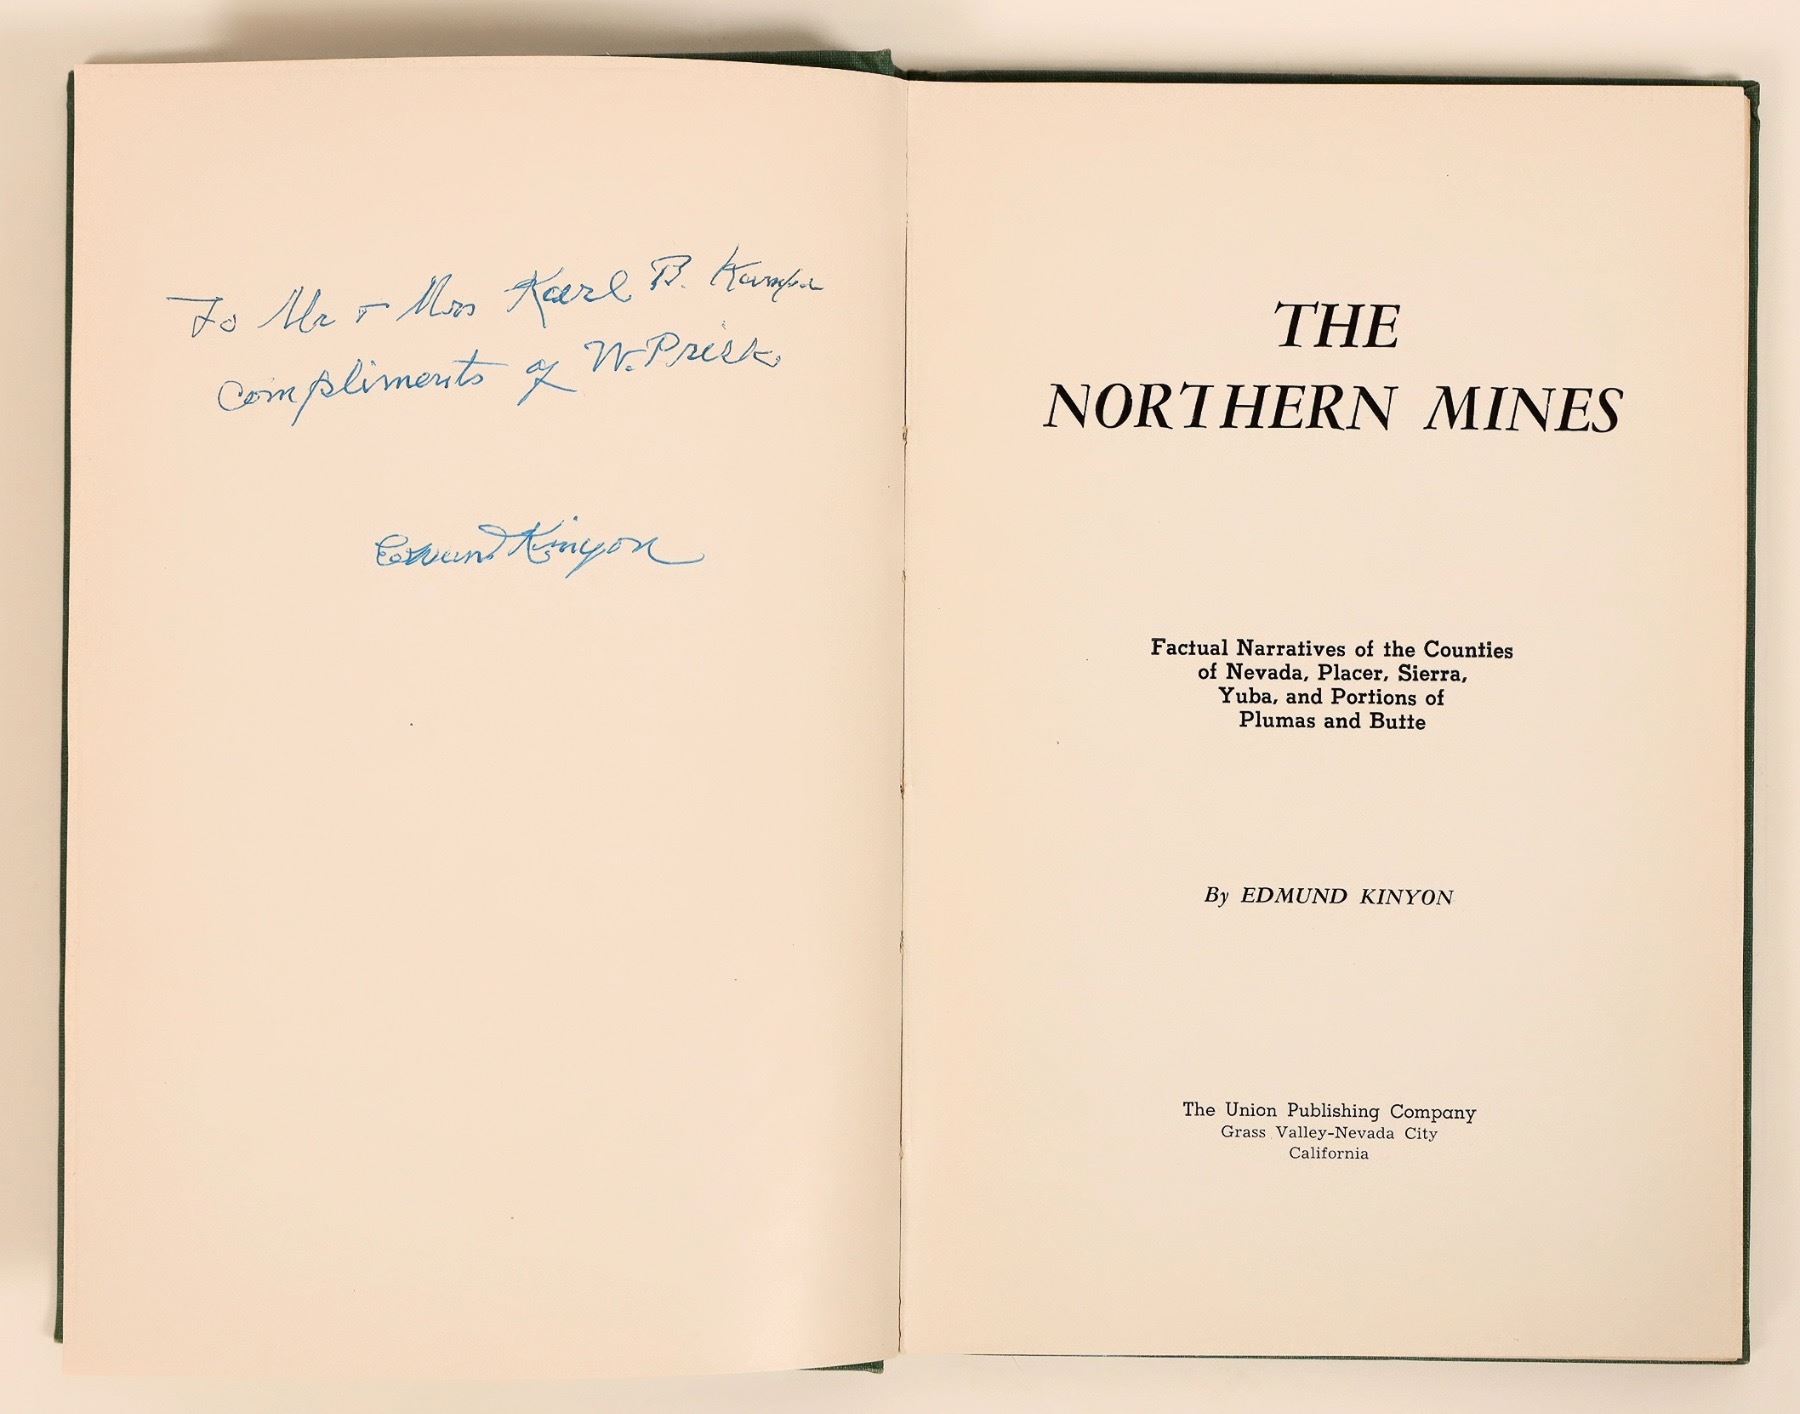 To Mr & Mrs Karl B.
Compliments of W. Prisk
Edmund Kinyon
THE
NORTHERN MINES
Factual Narratives of the Counties
of Nevada, Placer, Sierra,
Yuba, and Portions of
Plumas and Butte
By EDMUND KINYON
The Union Publishing Company
Grass Valley-Nevada City
California